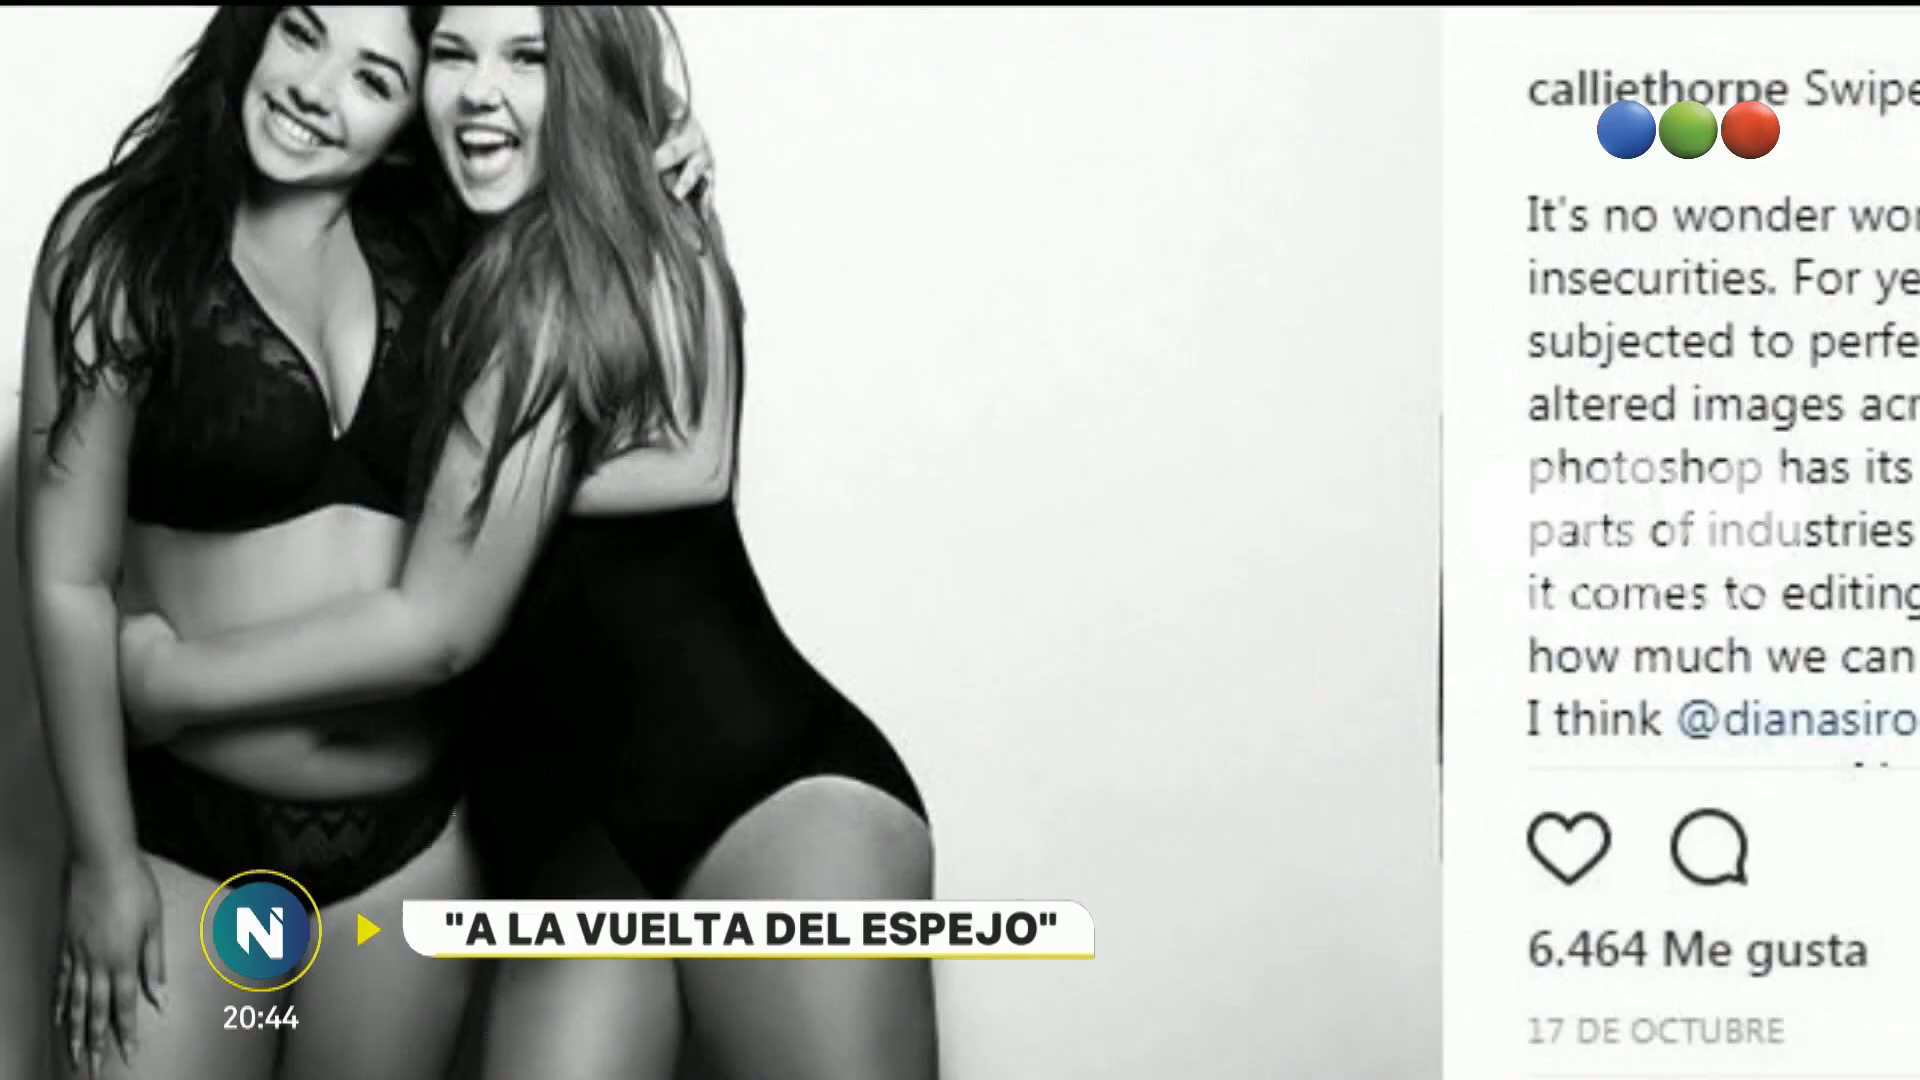 calliethorpe Swipe
It's no wonder wo
insecurities. For ye
subjected to perfe
altered images acr
photoshop has its
parts of industries
it comes to editing
how much we can
I think @dianasiro
6.464 Me gusta
17 DE OCTUBRE
N
"A LA VUELTA DEL ESPEJO"
20:44